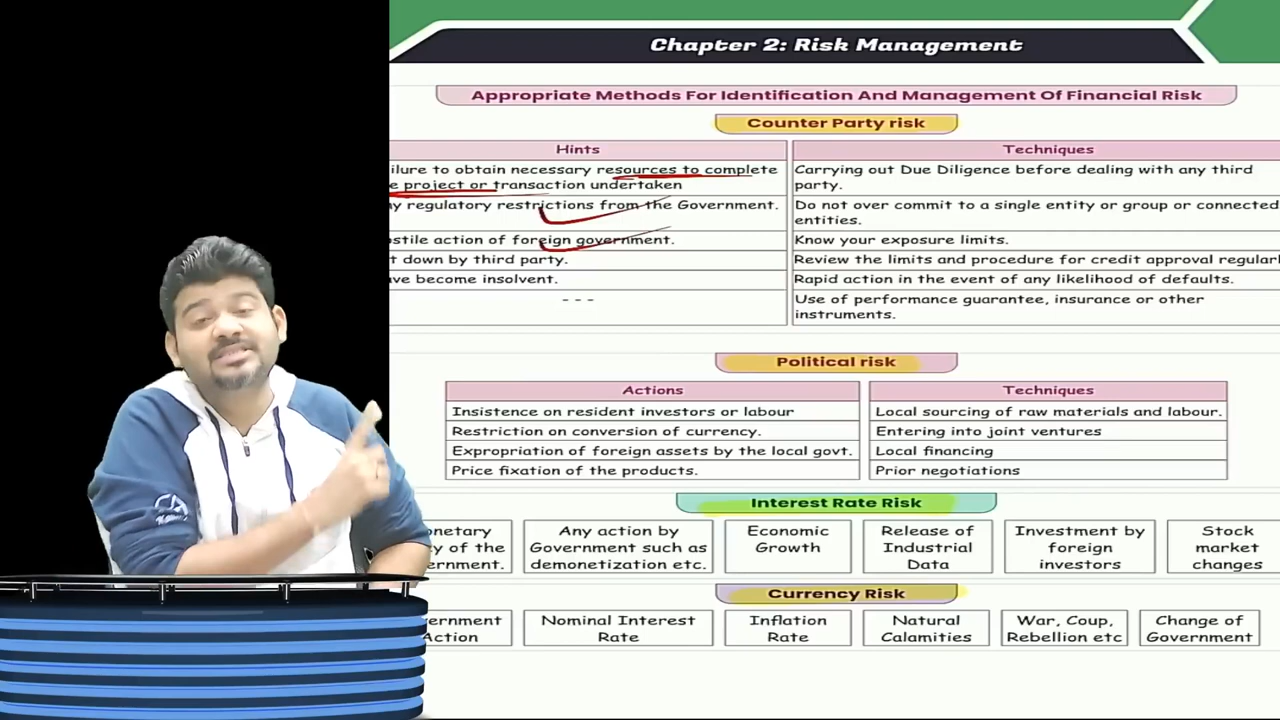 Chapter 2: Risk Management
Appropriate Methods For Identification And Management Of Financial Risk
Counter Party risk
Hints
Techniques
ilure to obtain necessary resources to complete
e project or transaction undertaken
Carrying out Due Diligence before dealing with any third
party.
ny regulatory restrictions from the Government.
Do not over commit to a single entity or group or connected
entities.
ostile action of foreign government.
Know your exposure limits.
t down by third party.
Review the limits and procedure for credit approval regularl
ave become insolvent.
Rapid action in the event of any likelihood of defaults.
- - -
Use of performance guarantee, insurance or other
instruments.
Political risk
Actions
Techniques
Insistence on resident investors or labour
Local sourcing of raw materials and labour.
Restriction on conversion of currency.
Entering into joint ventures
Expropriation of foreign assets by the local govt.
Local financing
Price fixation of the products.
Prior negotiations
Interest Rate Risk
onetary
y of the
ernment.
Any action by
Government such as
demonetization etc.
Economic
Growth
Release of
Industrial
Data
Investment by
foreign
investors
Stock
market
changes
Currency Risk
ernment
Action
Nominal Interest
Rate
Inflation
Rate
Natural
Calamities
War, Coup,
Rebellion etc
Change of
Government